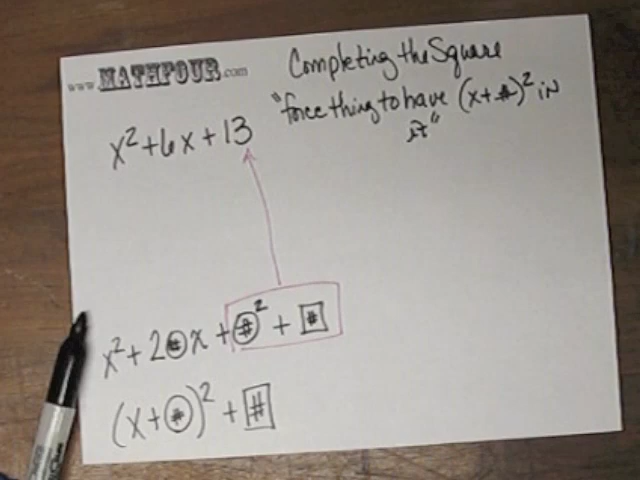 www.MATHFOUR.com
Completing the Square
"force thing to have (x+#)² in
it"
x²+6x+13
x²+2#x+#²+#
(x+#)²+#